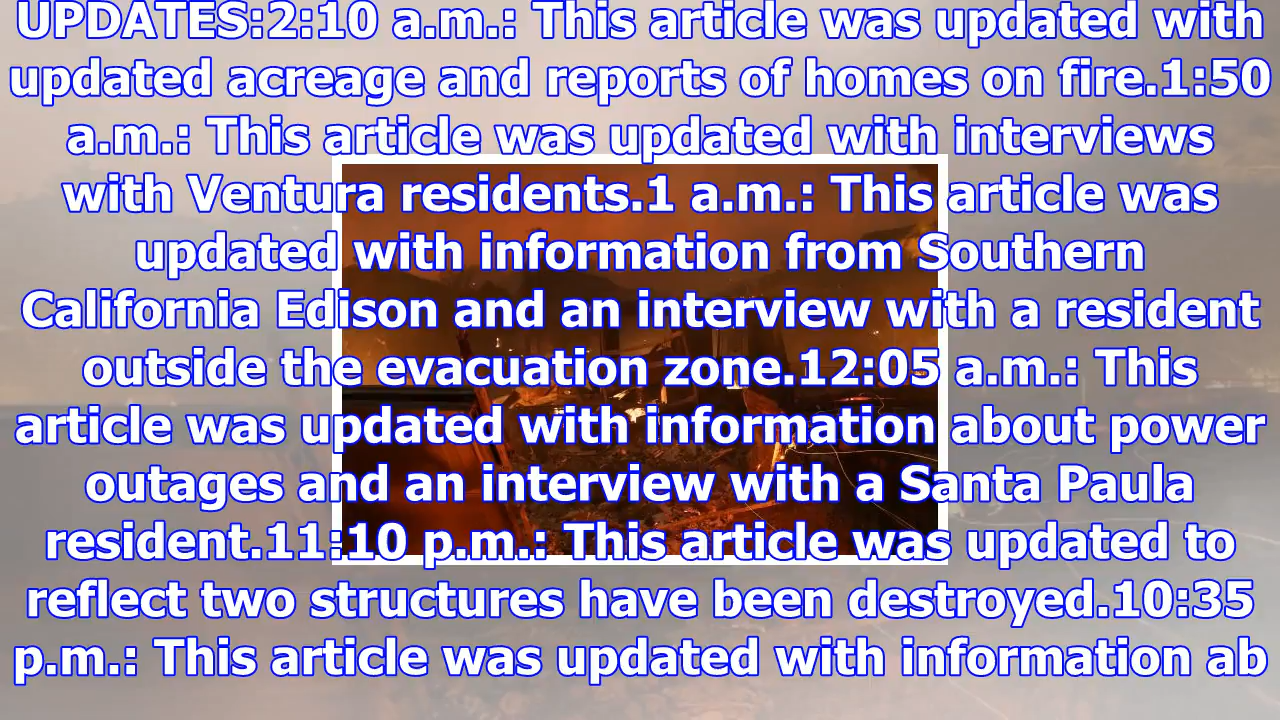 UPDATES:2:10 a.m.: This article was updated with
updated acreage and reports of homes on fire.1:50
a.m.: This article was updated with interviews
with Ventura residents.1 a.m.: This article was
updated with information from Southern
California Edison and an interview with a resident
outside the evacuation zone.12:05 a.m.: This
article was updated with information about power
outages and an interview with a Santa Paula
resident.11:10 p.m.: This article was updated to
reflect two structures have been destroyed.10:35
p.m.: This article was updated with information ab